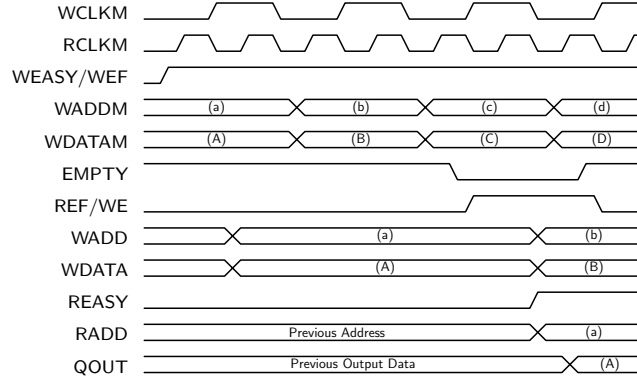 WCLKM
RCLKM
WEASY/WEF
WADDM (a) (b) (c) (d)
WDATAM (A) (B) (C) (D)
EMPTY
REF/WE
WADD (a) (b)
WDATA (A) (B)
REASY
RADD Previous Address (a)
QOUT Previous Output Data (A)